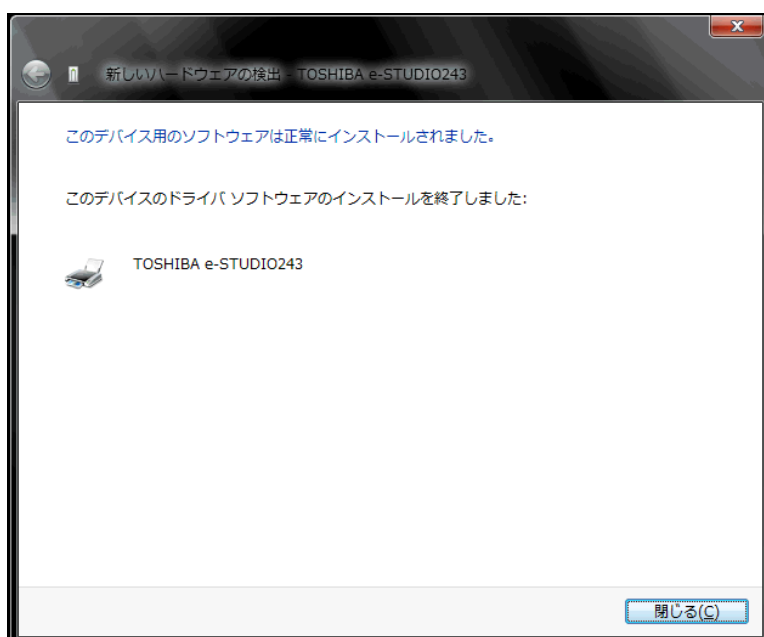 新しいハードウェアの検出 - TOSHIBA e-STUDIO243
このデバイス用のソフトウェアは正常にインストールされました。
このデバイスのドライバ ソフトウェアのインストールを終了しました:
TOSHIBA e-STUDIO243
閉じる(C)